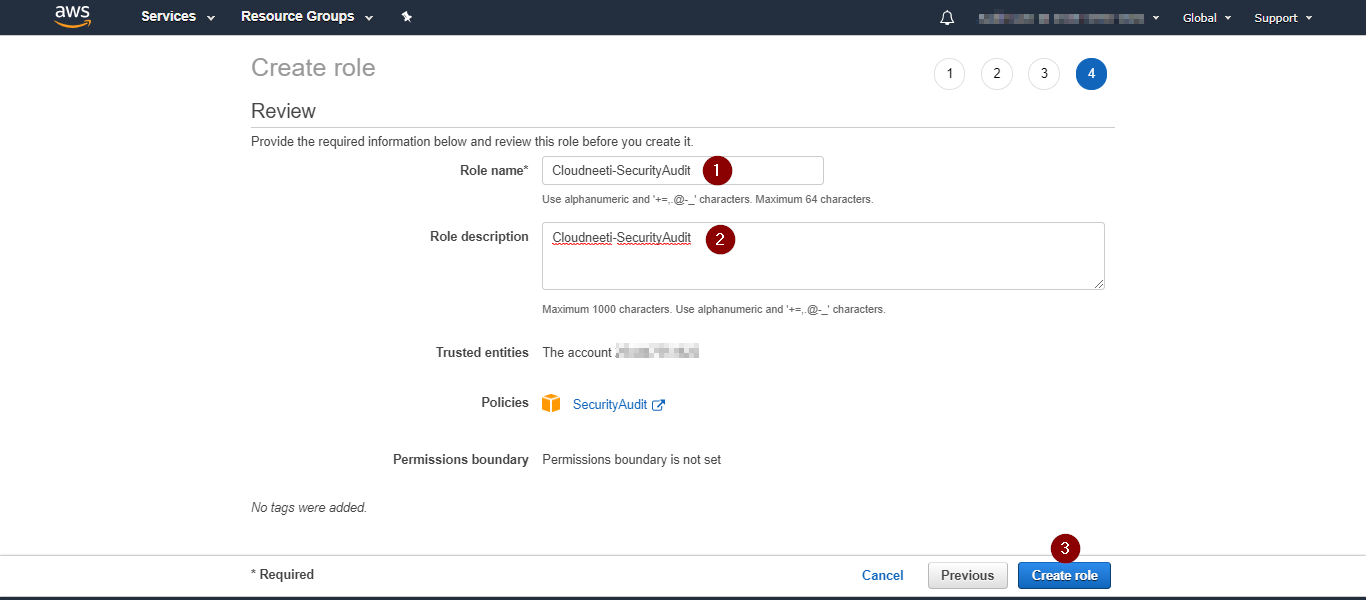 aws
Services
Resource Groups
Global
Support
Create role
1
2
3
4
Review
Provide the required information below and review this role before you create it.
Role name*
Cloudneeti-SecurityAudit
1
Use alphanumeric and '+=,.@-_' characters. Maximum 64 characters.
Role description
Cloudneeti-SecurityAudit
2
Maximum 1000 characters. Use alphanumeric and '+=,.@-_' characters.
Trusted entities
The account
Policies
SecurityAudit
Permissions boundary
Permissions boundary is not set
No tags were added.
3
* Required
Cancel
Previous
Create role